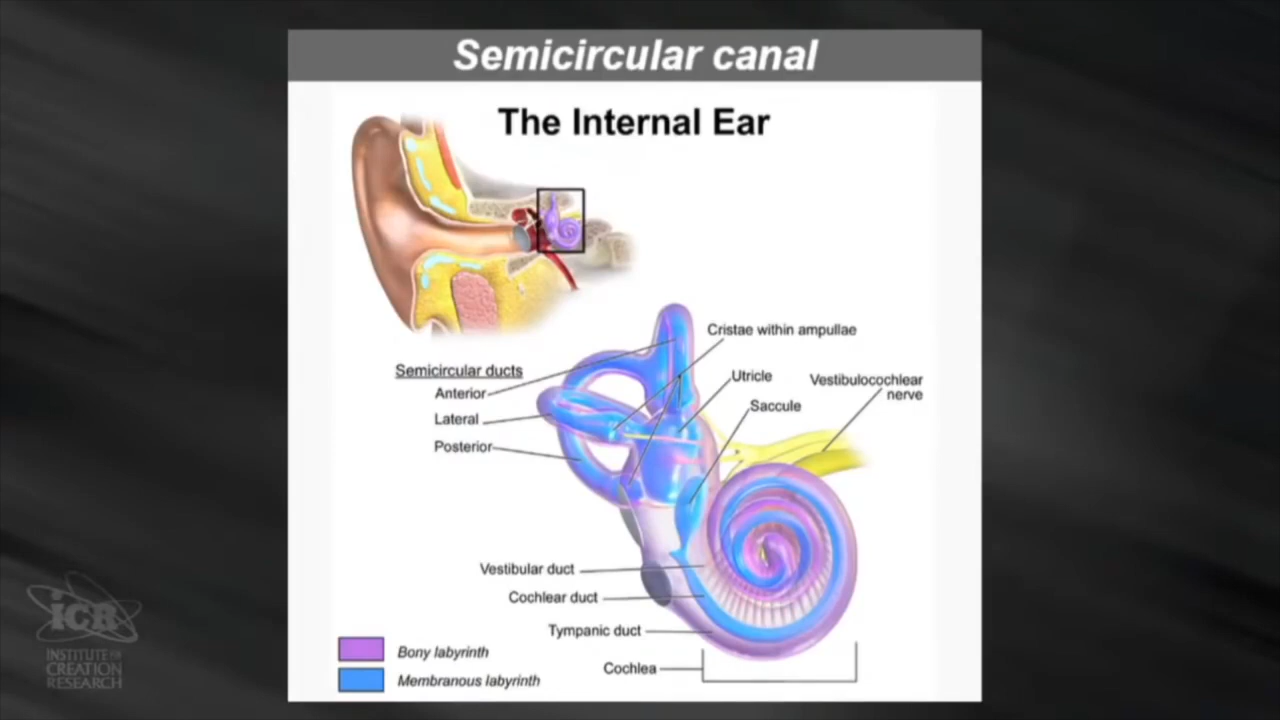 Semicircular canal
The Internal Ear
Cristae within ampullae
Semicircular ducts
Anterior
Lateral
Posterior
Utricle
Saccule
Vestibulocochlear
nerve
Vestibular duct
Cochlear duct
Tympanic duct
Cochlea
Bony labyrinth
Membranous labyrinth
iCR
INSTITUTE FOR
CREATION
RESEARCH